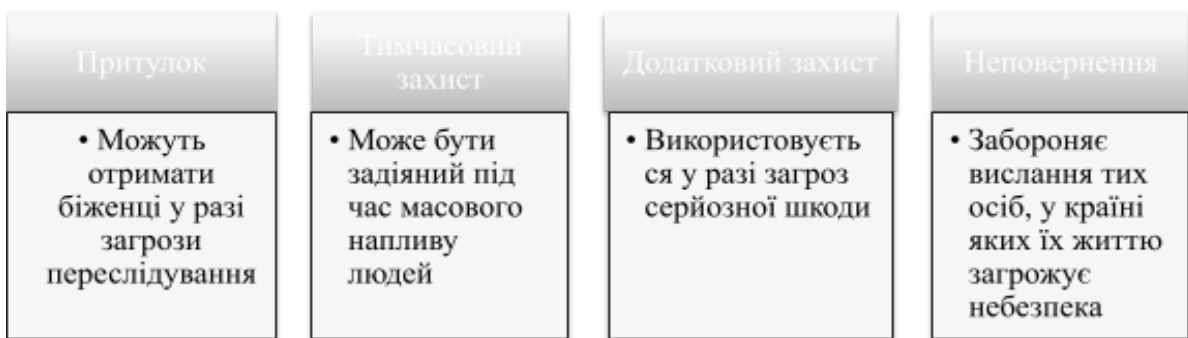 Притулок
• Можуть
отримати
біженці у разі
загрози
переслідування
Тимчасовий
захист
• Може бути
задіяний під
час масового
напливу
людей
Додатковий захист
• Використовуєть
ся у разі загроз
серйозної шкоди
Неповернення
• Забороняє
вислання тих
осіб, у країні
яких їх життю
загрожує
небезпека